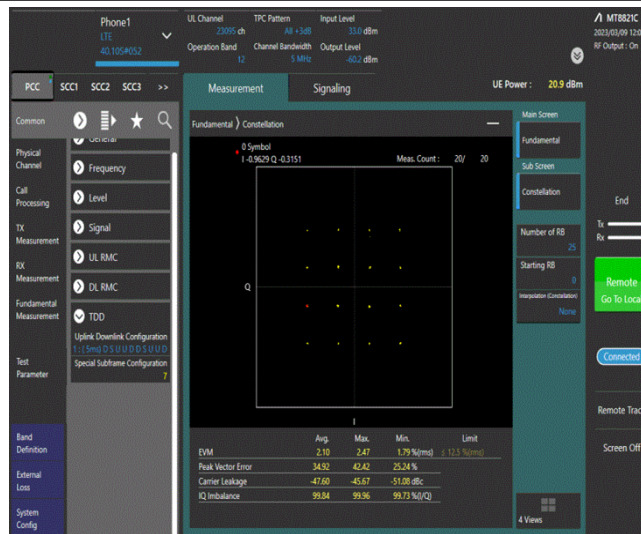 Phone1
LTE
40.105#052
UL Channel TPC Pattern Input Level
23095 ch All +3dB 33.0 dBm
Operation Band Channel Bandwidth Output Level
12 5 MHz -60.2 dBm
MT8821C
2023/03/09 12:0
RF Output : On
PCC SCC1 SCC2 SCC3 >>
Measurement Signaling
UE Power : 20.9 dBm
Common
Physical
Channel
Call
Processing
TX
Measurement
RX
Measurement
Fundamental
Measurement
Test
Parameter
Band
Definition
External
Loss
System
Config
General
Frequency
Level
Signal
UL RMC
DL RMC
TDD
Uplink Downlink Configuration
1 : ( 5ms) D S U U D D S U U D
Special Subframe Configuration
7
Fundamental 〉 Constellation
0 Symbol
I -0.9629 Q -0.3151 Meas. Count : 20/ 20
Q
I
Avg. Max. Min. Limit
EVM 2.10 2.47 1.79 %(rms) ≤ 12.5 %(rms)
Peak Vector Error 34.92 42.42 25.24 %
Carrier Leakage -47.60 -45.67 -51.08 dBc
IQ Imbalance 99.84 99.96 99.73 %(I/Q)
Main Screen
Fundamental
Sub Screen
Constellation
Number of RB
25
Starting RB
0
Interpolation (Constellation)
None
4 Views
End
Tx
Rx
Remote
Go To Loca
Connected
Remote Trac
Screen Off